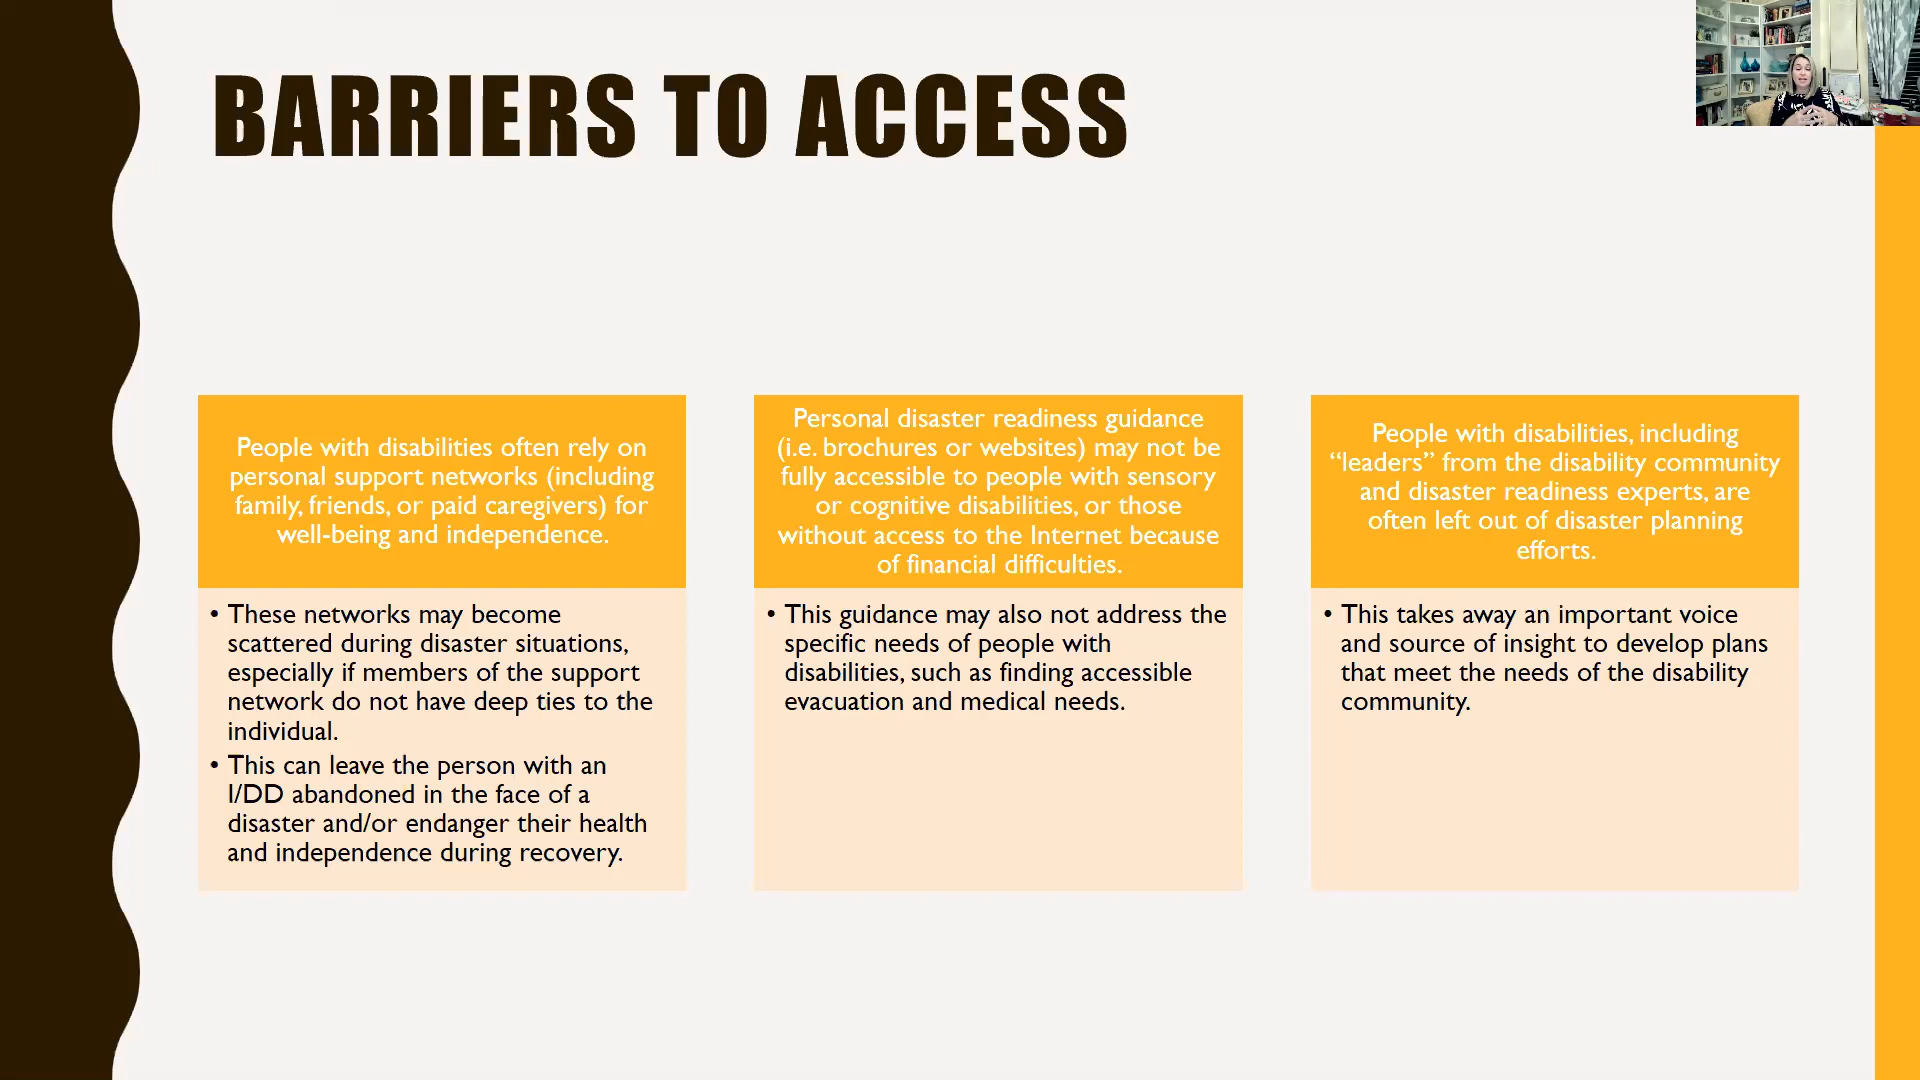 BARRIERS TO ACCESS
People with disabilities often rely on
personal support networks (including
family, friends, or paid caregivers) for
well-being and independence.
• These networks may become
scattered during disaster situations,
especially if members of the support
network do not have deep ties to the
individual.
• This can leave the person with an
I/DD abandoned in the face of a
disaster and/or endanger their health
and independence during recovery.
Personal disaster readiness guidance
(i.e. brochures or websites) may not be
fully accessible to people with sensory
or cognitive disabilities, or those
without access to the Internet because
of financial difficulties.
• This guidance may also not address the
specific needs of people with
disabilities, such as finding accessible
evacuation and medical needs.
People with disabilities, including
“leaders” from the disability community
and disaster readiness experts, are
often left out of disaster planning
efforts.
• This takes away an important voice
and source of insight to develop plans
that meet the needs of the disability
community.